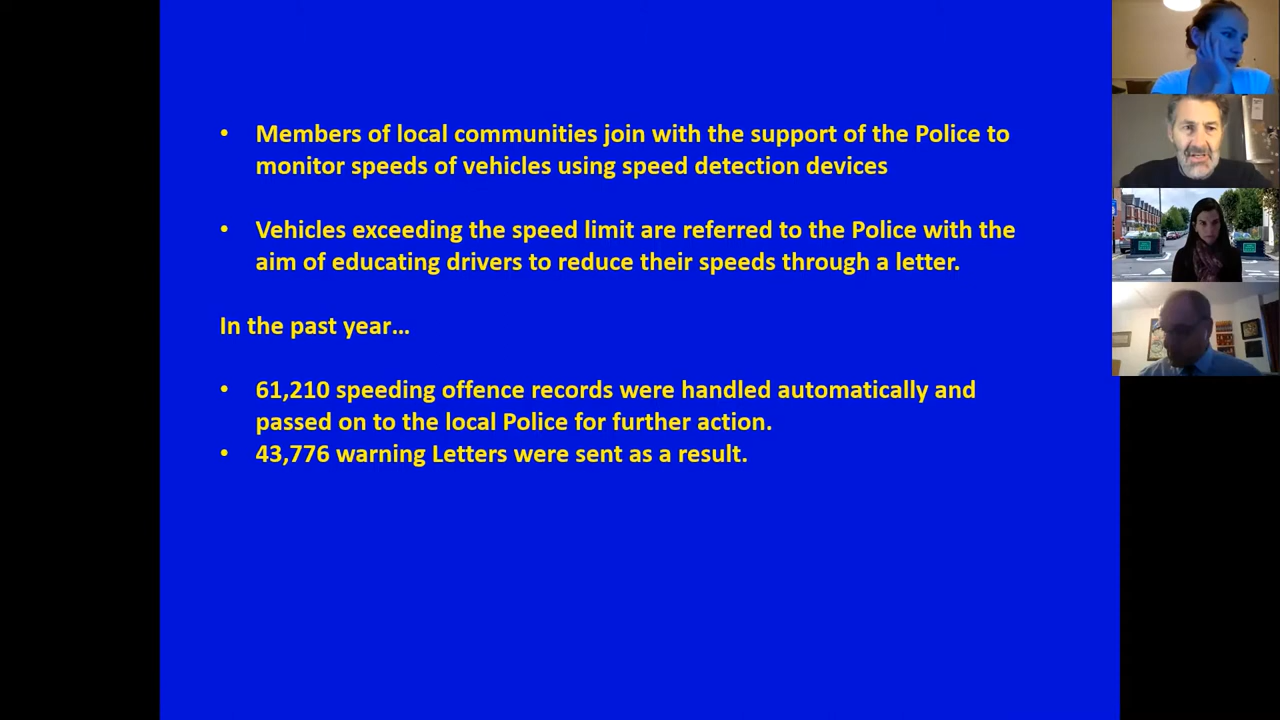 • Members of local communities join with the support of the Police to
monitor speeds of vehicles using speed detection devices
• Vehicles exceeding the speed limit are referred to the Police with the
aim of educating drivers to reduce their speeds through a letter.
In the past year…
• 61,210 speeding offence records were handled automatically and
passed on to the local Police for further action.
• 43,776 warning Letters were sent as a result.